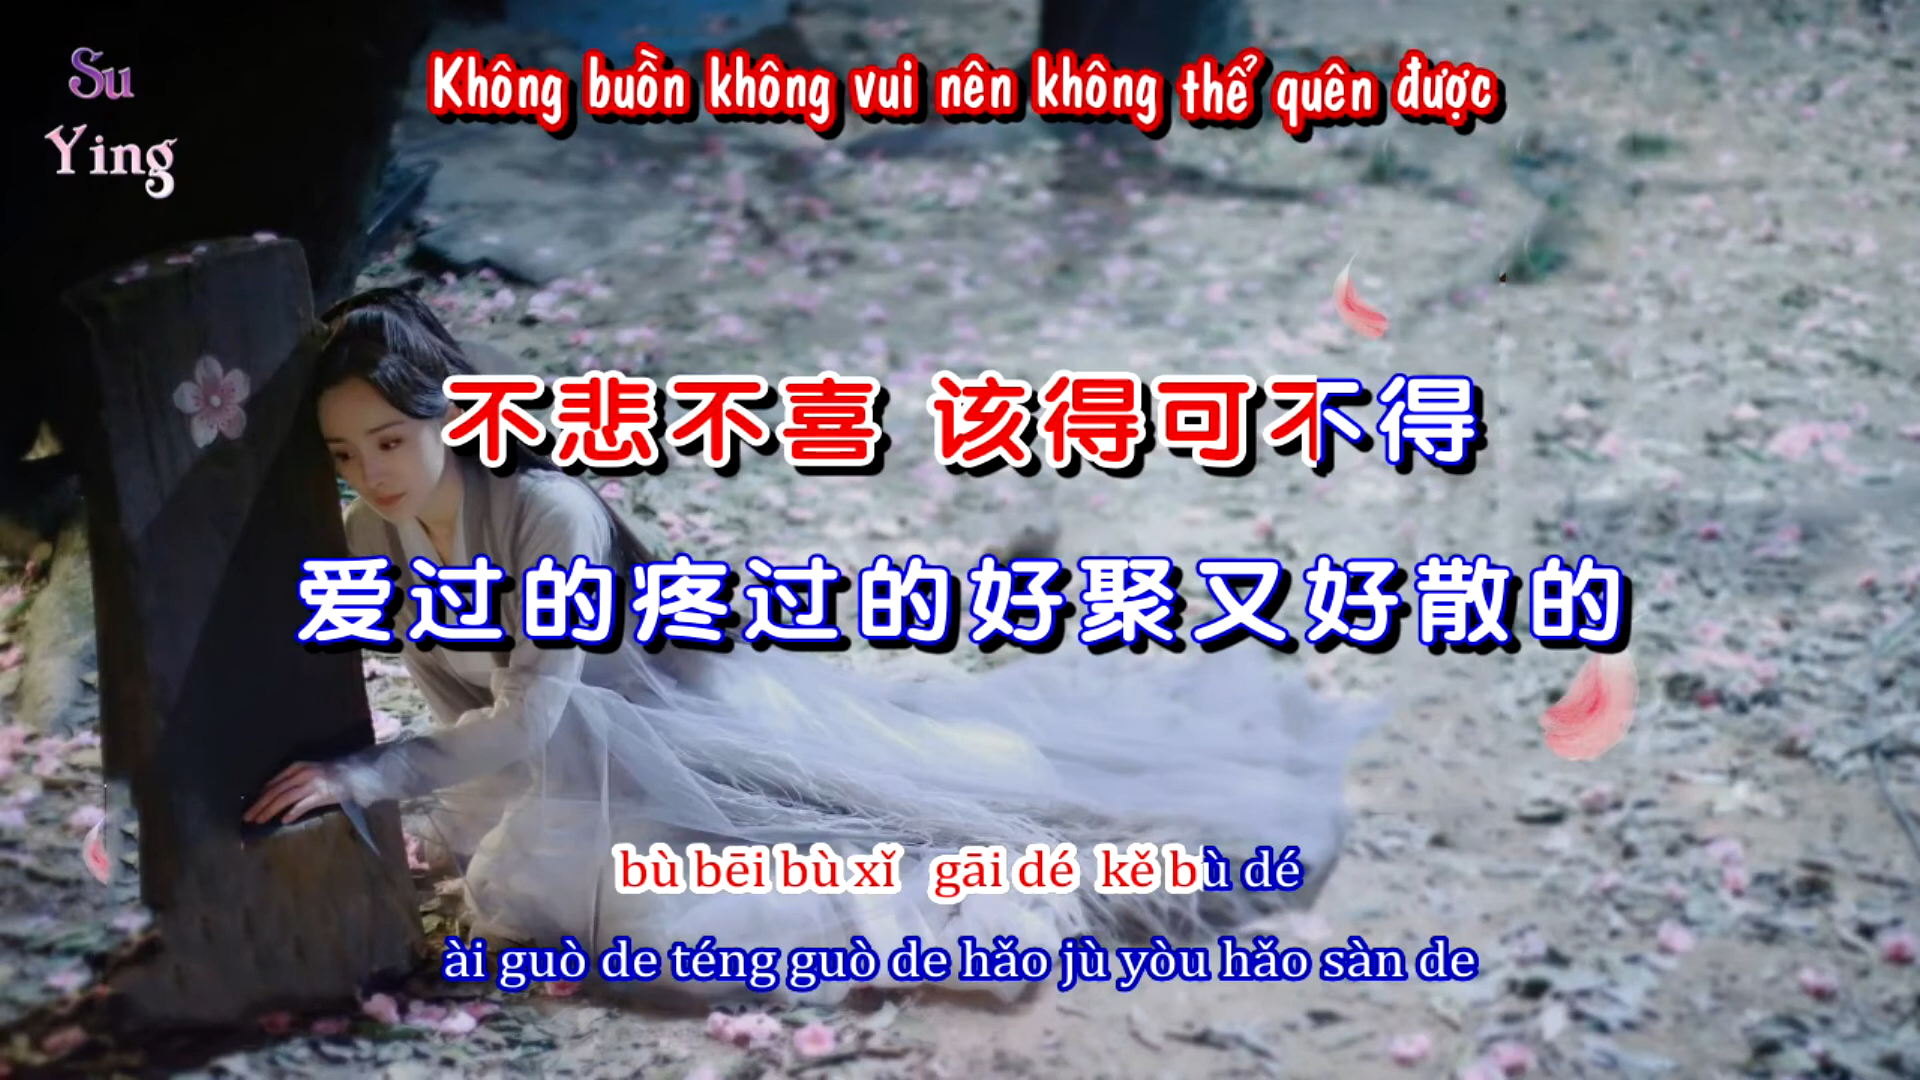 Su
Ying
Không buồn không vui nên không thể quên được
不悲不喜 该得可不得
爱过的疼过的好聚又好散的
bù bēi bù xǐ gāi dé kě bù dé
ài guò de téng guò de hǎo jù yòu hǎo sàn de